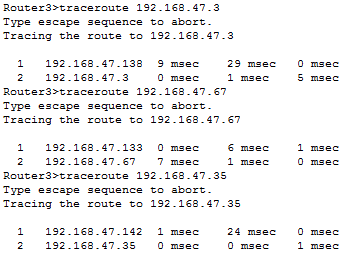 Router3>traceroute 192.168.47.3
Type escape sequence to abort.
Tracing the route to 192.168.47.3
1 192.168.47.138 9 msec 29 msec 0 msec
2 192.168.47.3 0 msec 1 msec 5 msec
Router3>traceroute 192.168.47.67
Type escape sequence to abort.
Tracing the route to 192.168.47.67
1 192.168.47.133 0 msec 6 msec 1 msec
2 192.168.47.67 7 msec 1 msec 0 msec
Router3>traceroute 192.168.47.35
Type escape sequence to abort.
Tracing the route to 192.168.47.35
1 192.168.47.142 1 msec 24 msec 0 msec
2 192.168.47.35 0 msec 0 msec 1 msec